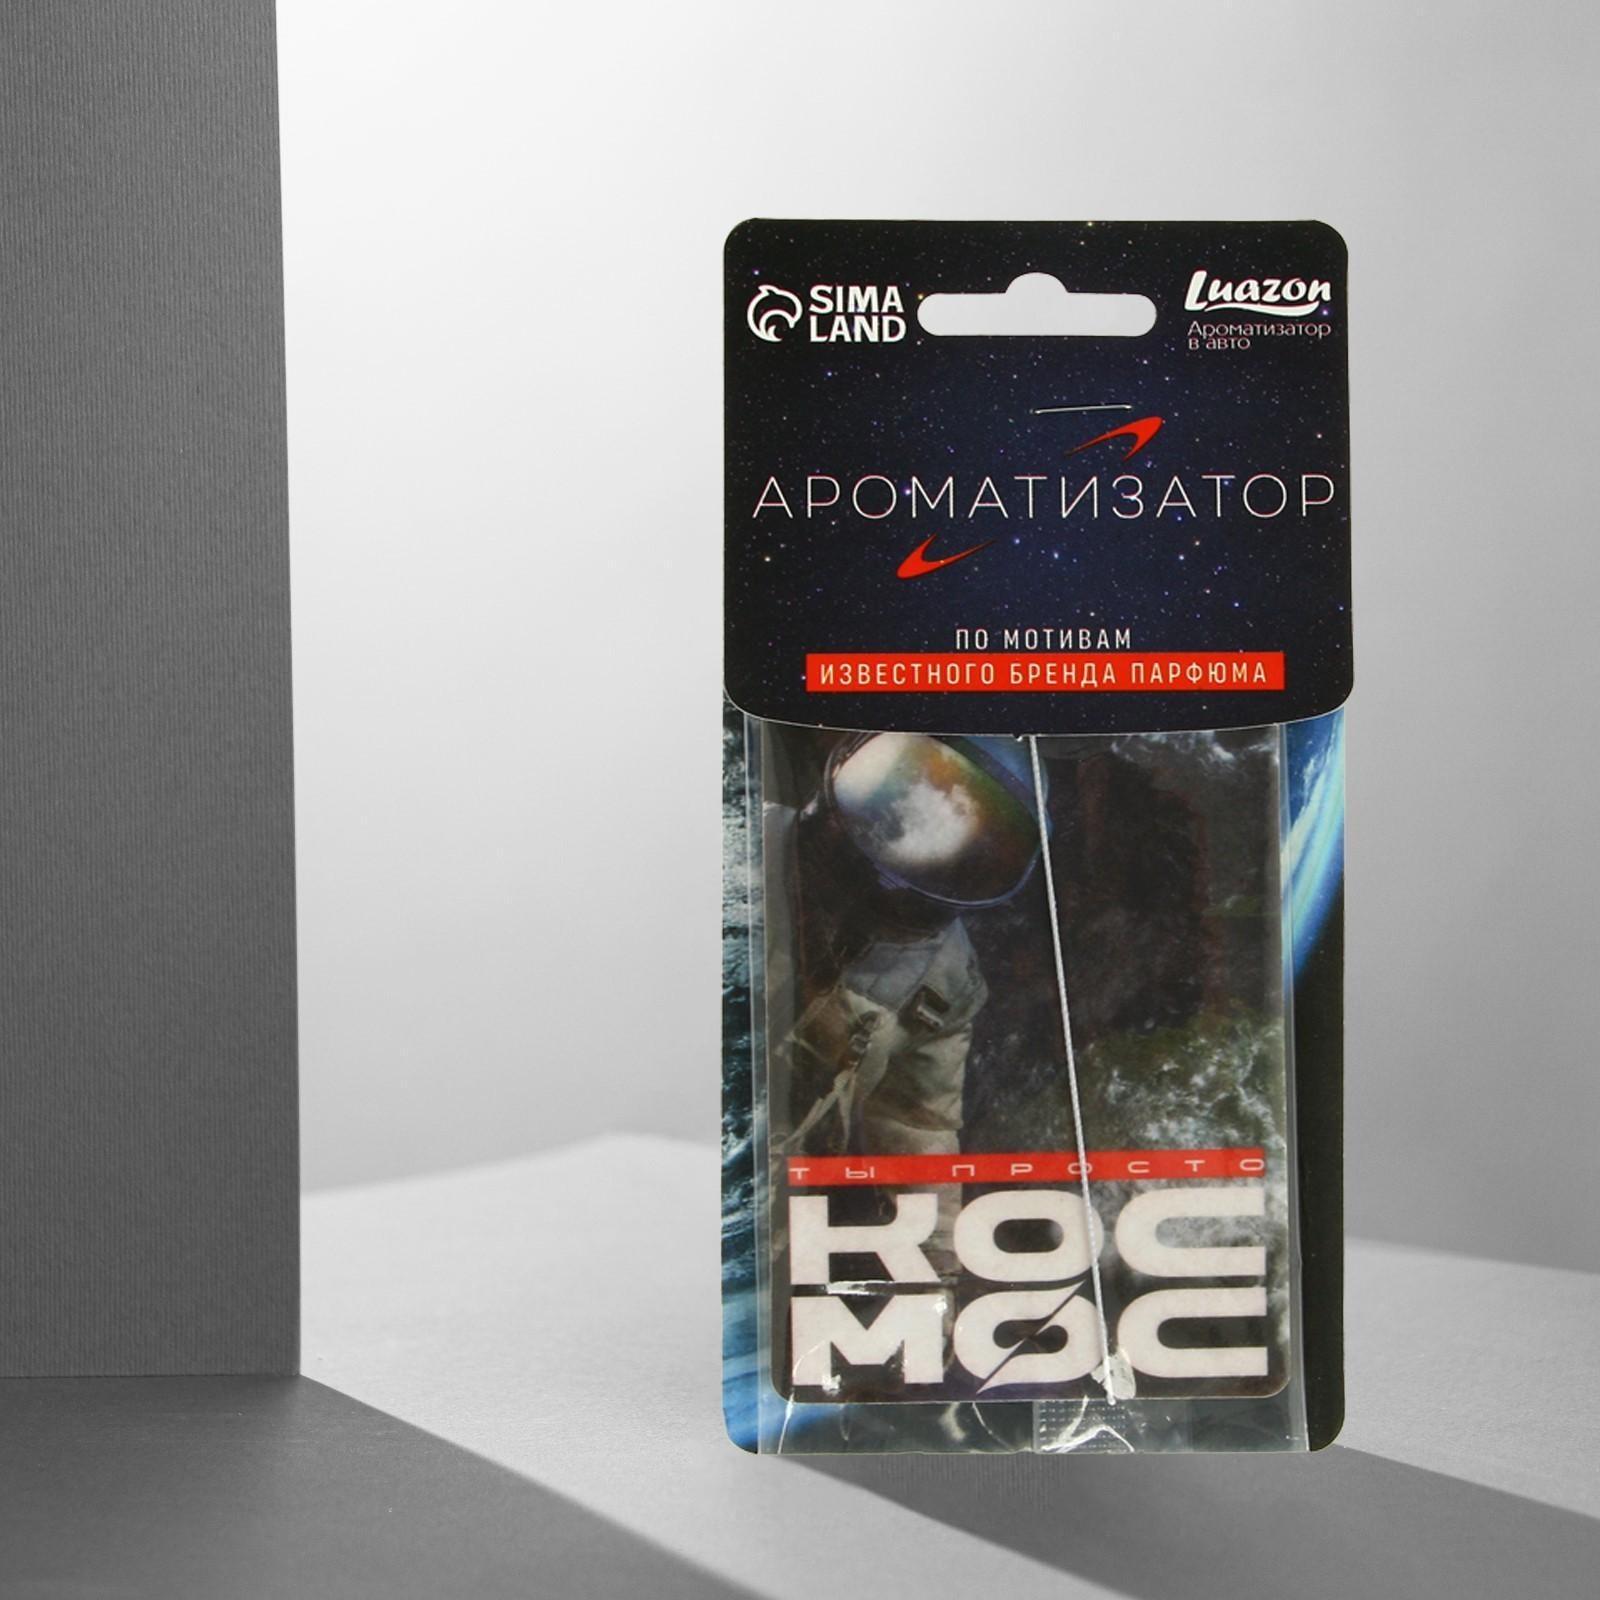 SIMA
LAND
Luazon
Ароматизатор
в авто
АРОМАТИЗАТОР
ПО МОТИВАМ
ИЗВЕСТНОГО БРЕНДА ПАРФЮМА
ТЫ ПРОСТО
КОС
МОС